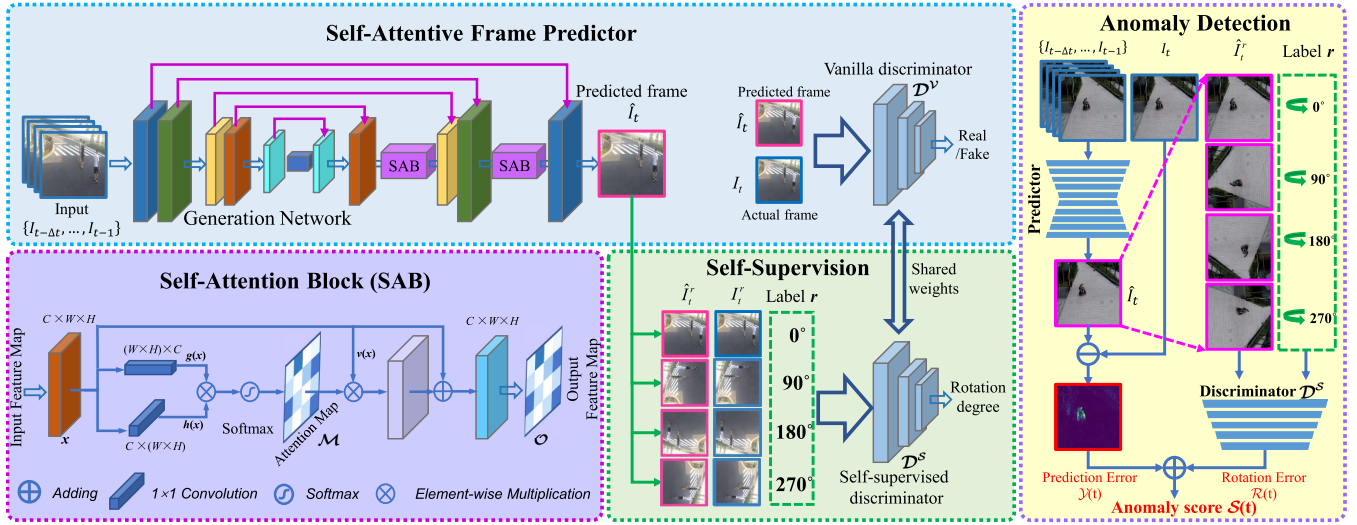 Self-Attentive Frame Predictor
Input
{I_{t−Δt}, ..., I_{t−1}}
Generation Network
SAB
SAB
Predicted frame
Î_t
Predicted frame
Î_t
I_t
Actual frame
Vanilla discriminator
𝒟^𝒱
Real
/Fake
Shared
weights
Self-Attention Block (SAB)
Input Feature Map
C×W×H
x
(W×H)×C
g(x)
h(x)
C×(W×H)
Softmax
Attention Map
ℳ
v(x)
C×W×H
𝒪
Output
Feature Map
Adding
1×1 Convolution
Softmax
Element-wise Multiplication
Self-Supervision
Î_t^r
I_t^r
Label r
0°
90°
180°
270°
𝒟^𝒮
Self-supervised
discriminator
Rotation
degree
Anomaly Detection
{I_{t−Δt}, ..., I_{t−1}}
I_t
Î_t^r
Label r
0°
90°
180°
270°
Predictor
Î_t
Discriminator 𝒟^𝒮
Prediction Error
𝒴(t)
Rotation Error
ℛ(t)
Anomaly score 𝒮(t)